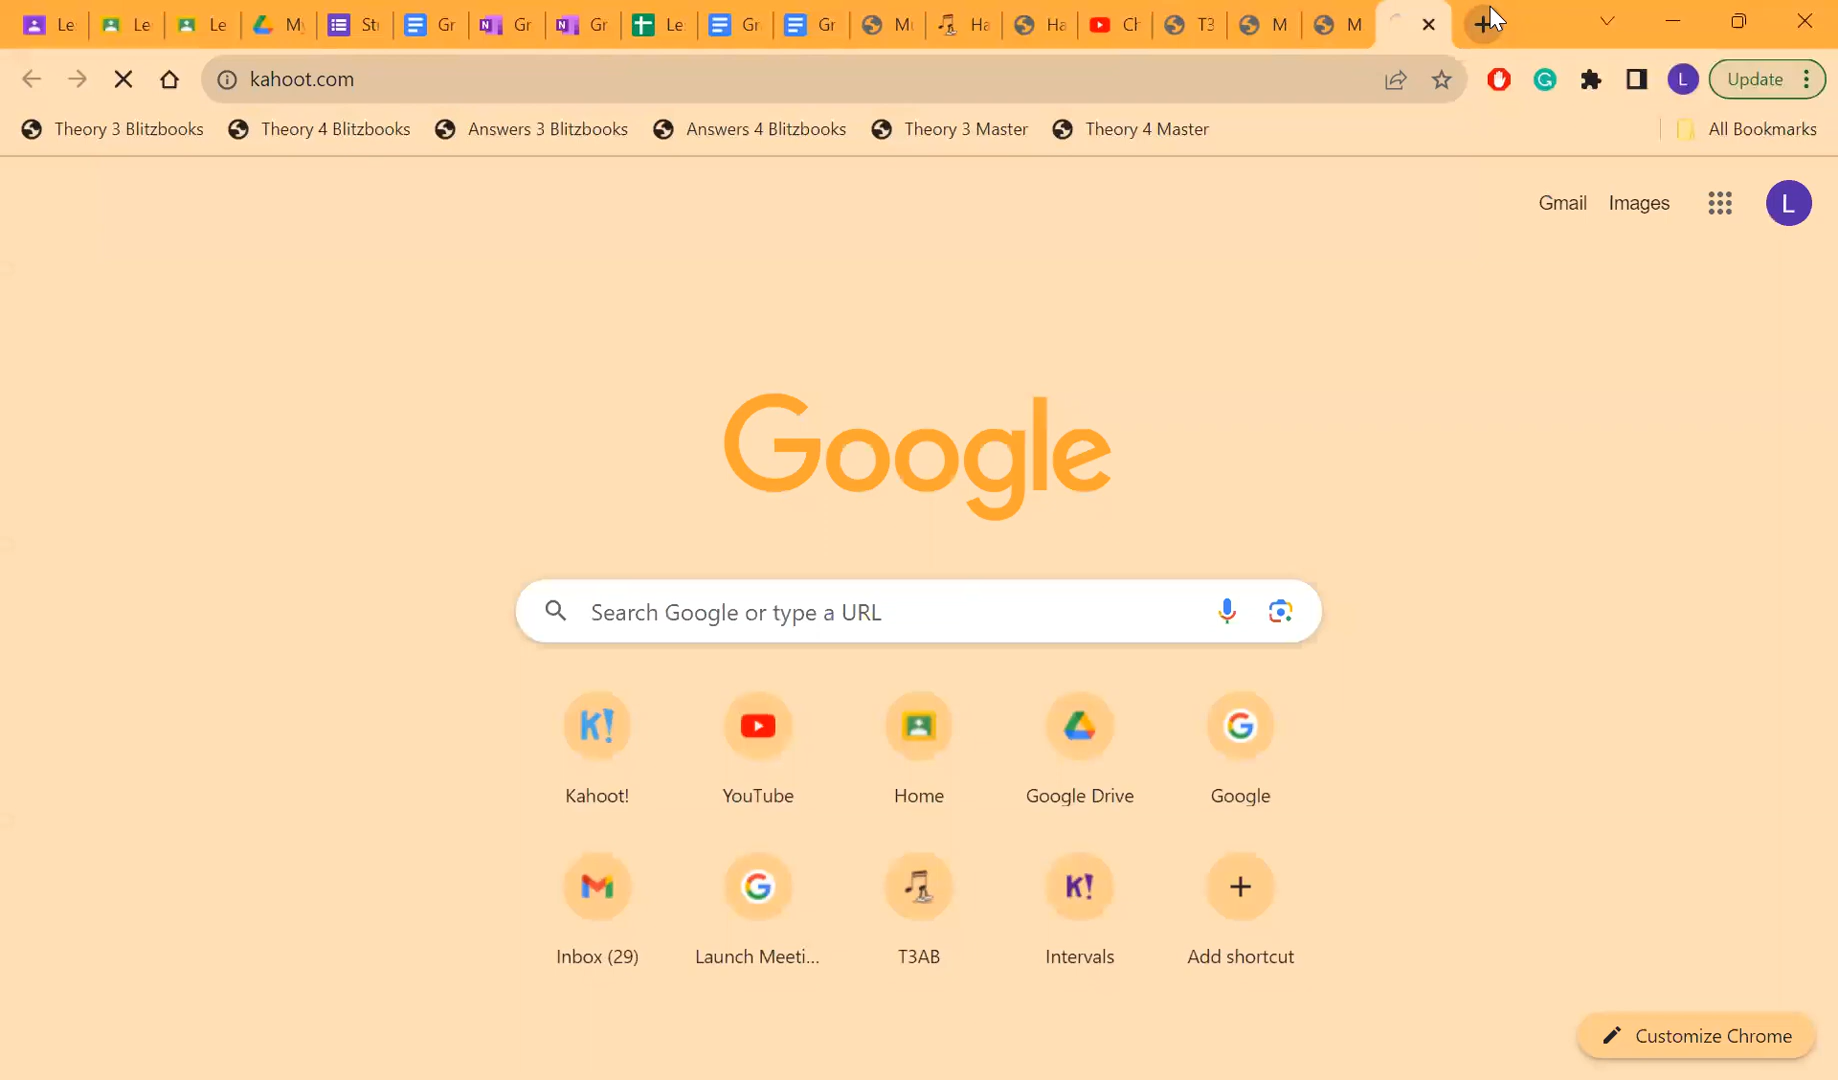 Le Le Le My St Gr Gr Gr Le Gr Gr Mu Ha Ha Ch T3 M M
kahoot.com
Update
Theory 3 Blitzbooks Theory 4 Blitzbooks Answers 3 Blitzbooks Answers 4 Blitzbooks Theory 3 Master Theory 4 Master All Bookmarks
Gmail Images L
Google
Search Google or type a URL
Kahoot! YouTube Home Google Drive Google
Inbox (29) Launch Meeti... T3AB Intervals Add shortcut
Customize Chrome